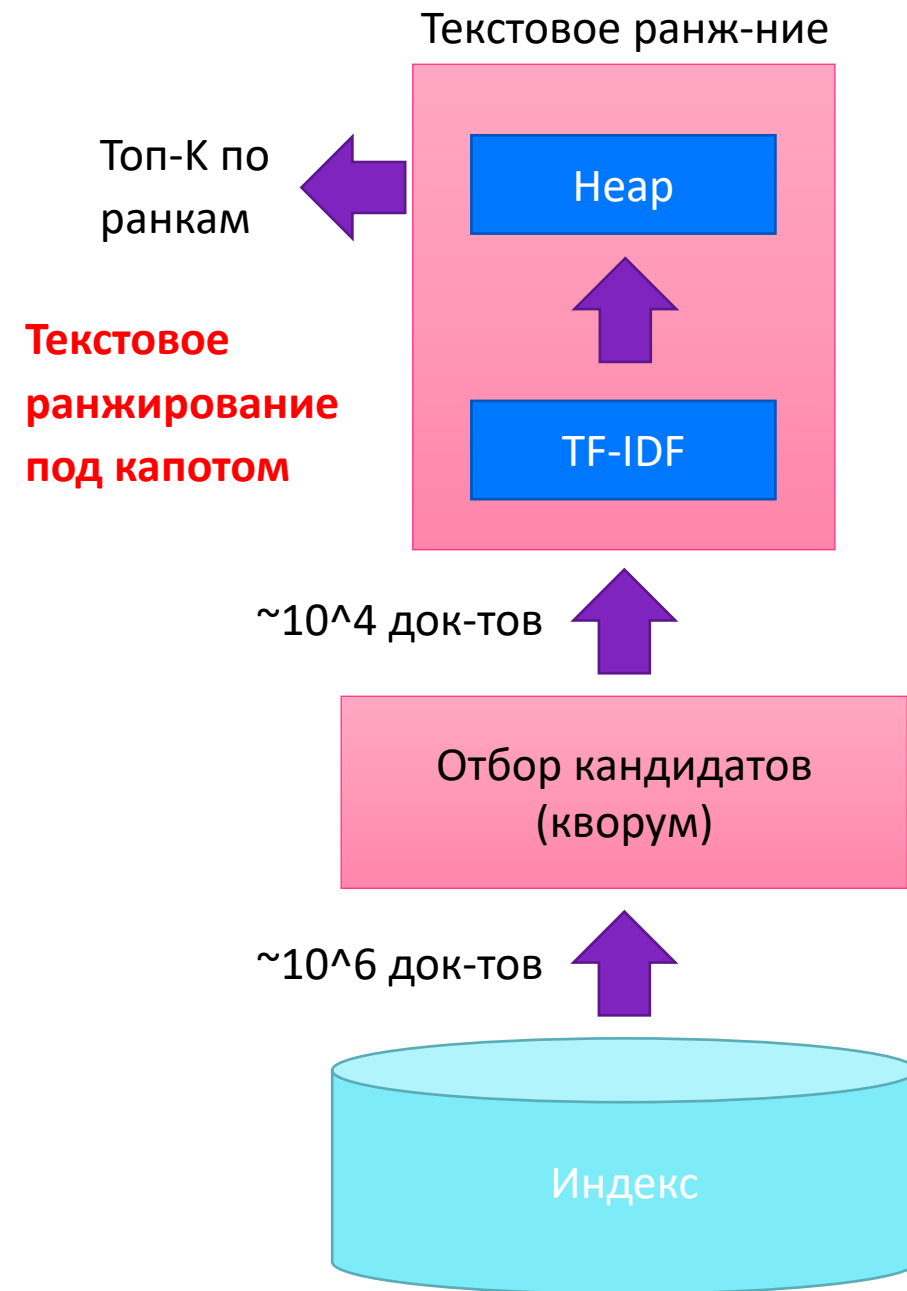 Текстовое ранж-ние
Топ-K по
ранкам
Heap
Текстовое
ранжирование
под капотом
TF-IDF
~10^4 док-тов
Отбор кандидатов
(кворум)
~10^6 док-тов
Индекс